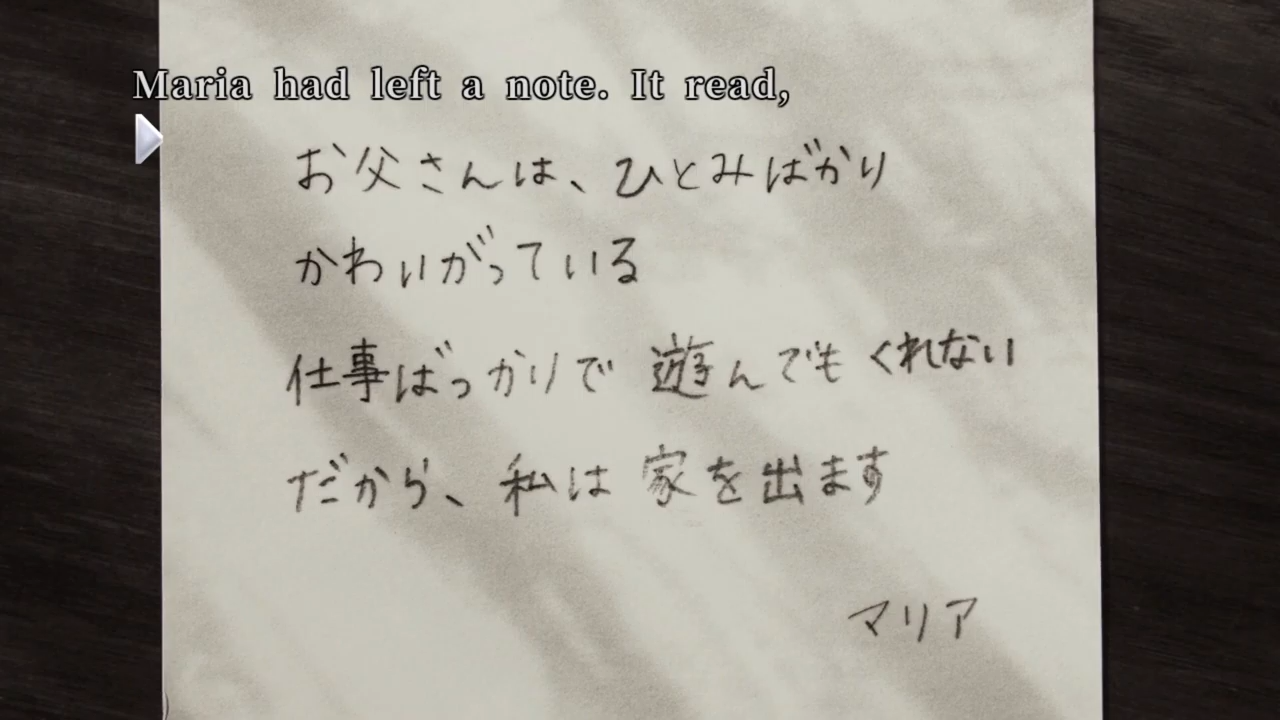 Maria had left a note. It read,
お父さんは、ひとみばかり
かわいがっている
仕事ばっかりで 遊んでもくれない
だから、私は 家を出ます
マリア